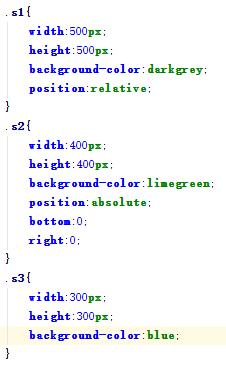 .s1{
    width:500px;
    height:500px;
    background-color:darkgrey;
    position:relative;
}
.s2{
    width:400px;
    height:400px;
    background-color:limegreen;
    position:absolute;
    bottom:0;
    right:0;
}
.s3{
    width:300px;
    height:300px;
    background-color:blue;
}